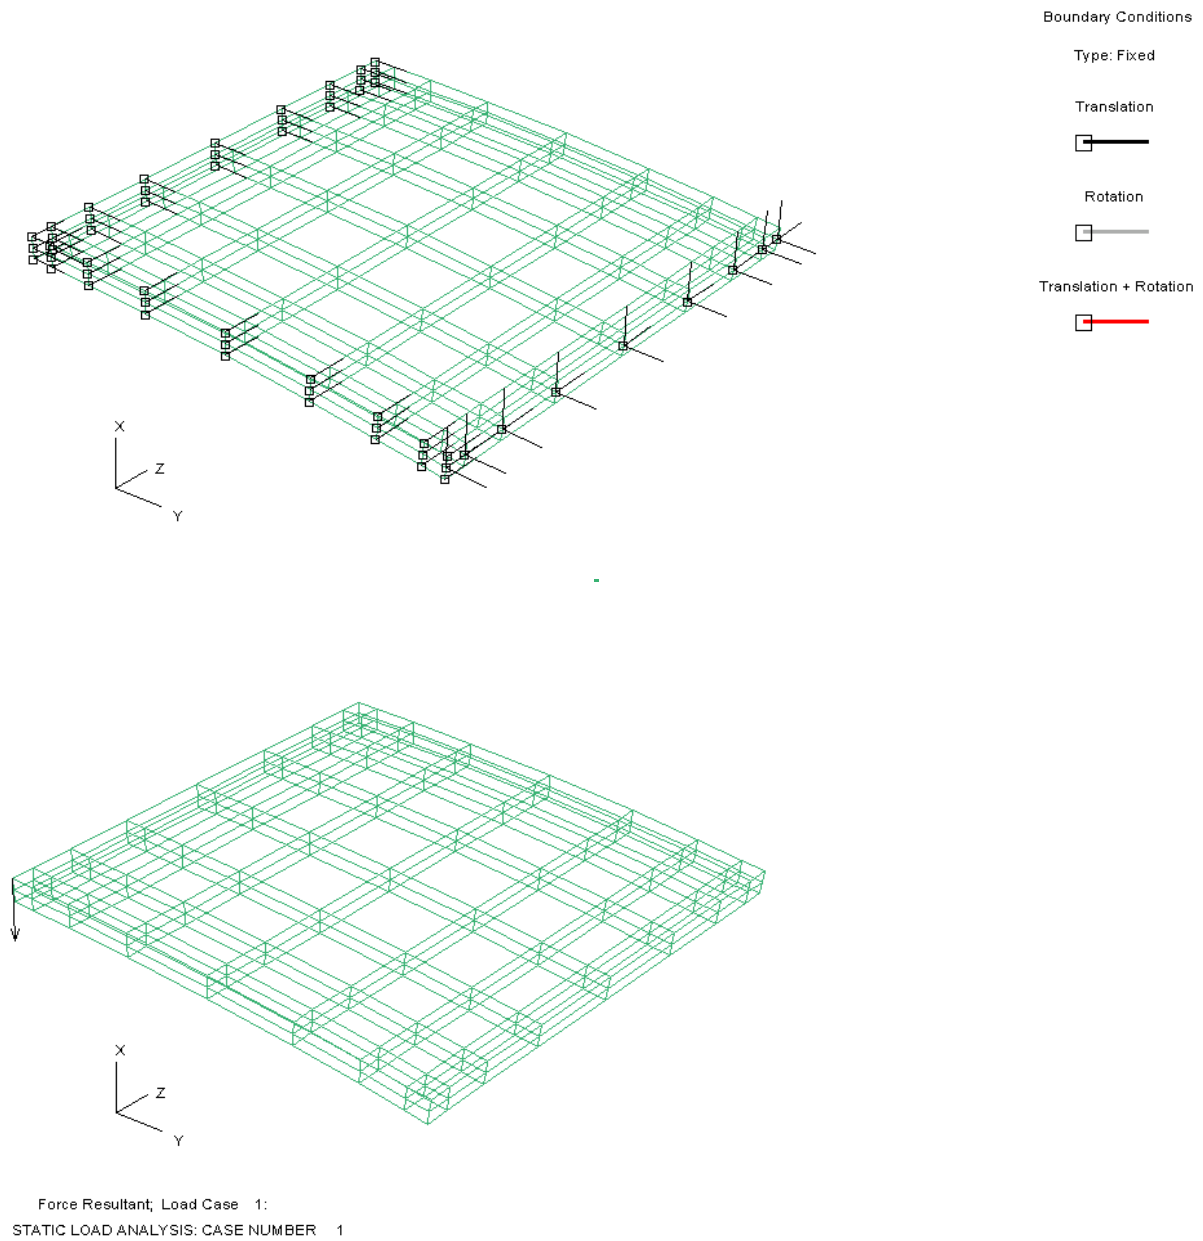 Boundary Conditions
Type: Fixed
Translation
Rotation
Translation + Rotation
X
Z
Y
X
Z
Y
Force Resultant; Load Case 1:
STATIC LOAD ANALYSIS: CASE NUMBER 1